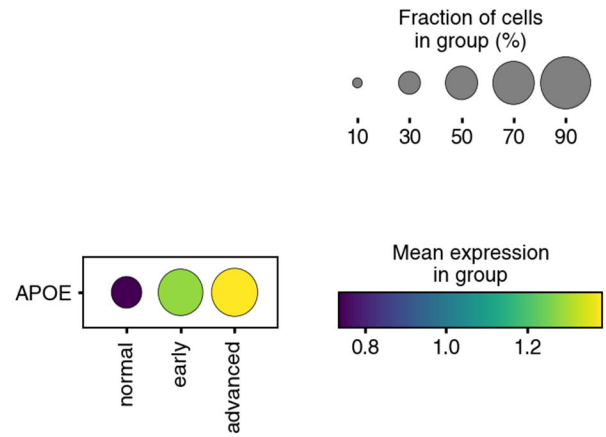 Fraction of cells
in group (%)
10 30 50 70 90
APOE
normal
early
advanced
Mean expression
in group
0.8 1.0 1.2